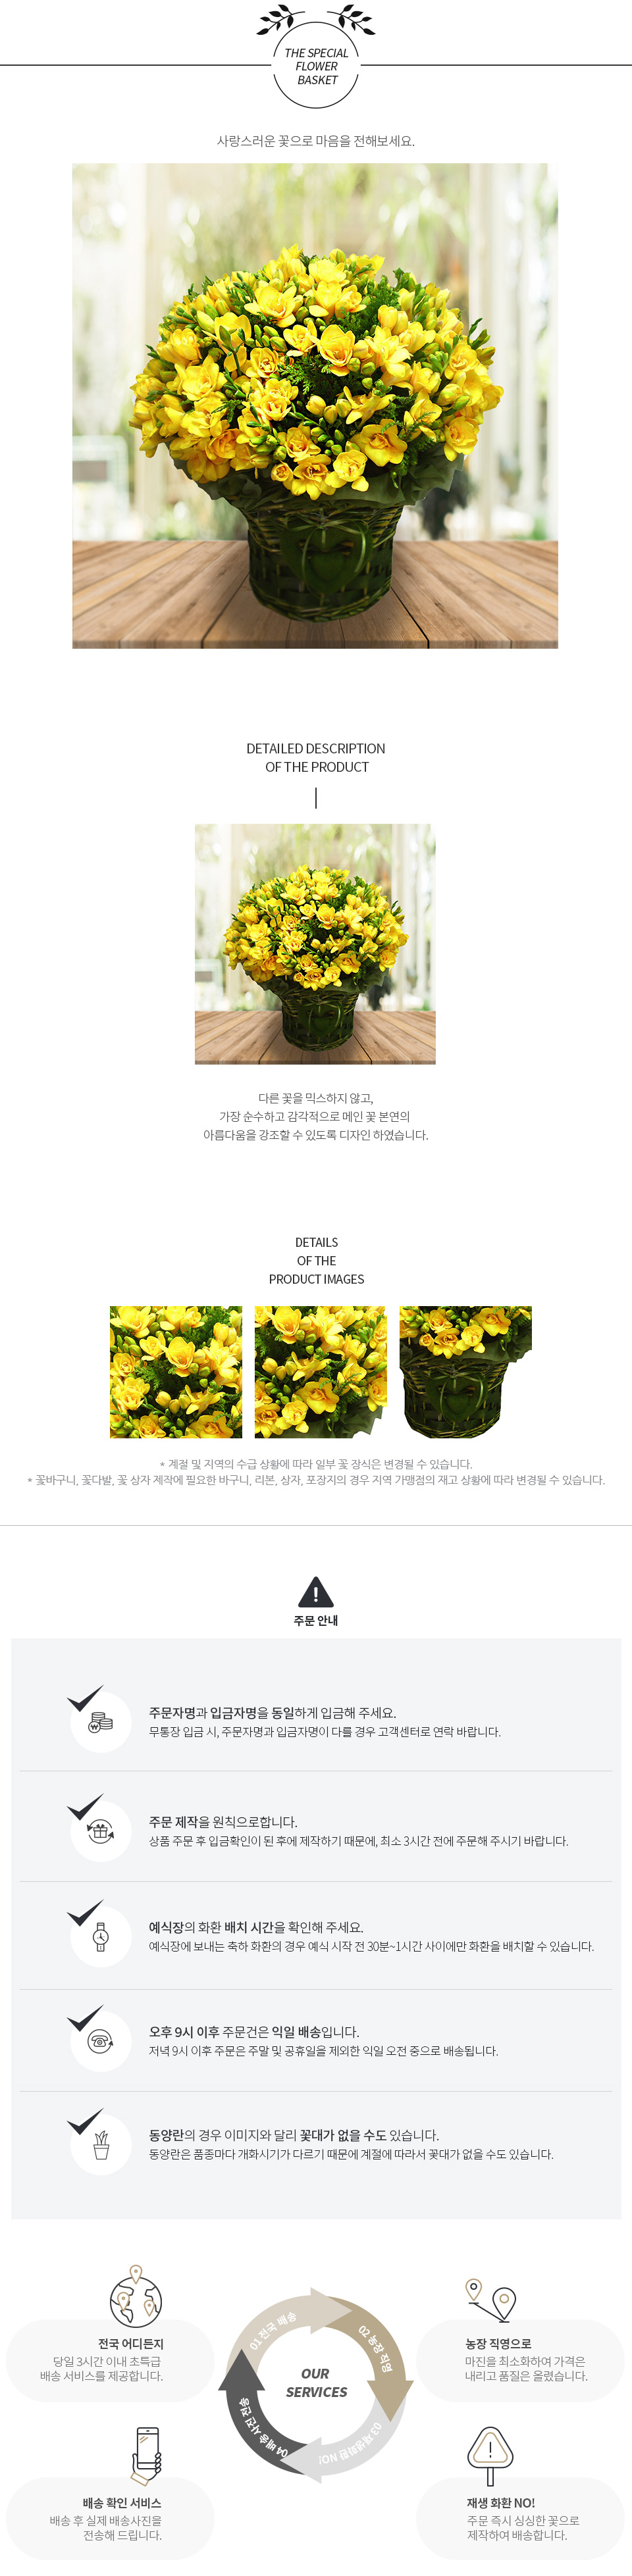 THE SPECIAL
FLOWER
BASKET
사랑스러운 꽃으로 마음을 전해보세요.
DETAILED DESCRIPTION
OF THE PRODUCT
다른 꽃을 믹스하지 않고,
가장 순수하고 감각적으로 메인 꽃 본연의
아름다움을 강조할 수 있도록 디자인 하였습니다.
DETAILS
OF THE
PRODUCT IMAGES
* 계절 및 지역의 수급 상황에 따라 일부 꽃 장식은 변경될 수 있습니다.
* 꽃바구니, 꽃다발, 꽃 상자 제작에 필요한 바구니, 리본, 상자, 포장지의 경우 지역 가맹점의 재고 상황에 따라 변경될 수 있습니다.
주문 안내
주문자명과 입금자명을 동일하게 입금해 주세요.
무통장 입금 시, 주문자명과 입금자명이 다를 경우 고객센터로 연락 바랍니다.
주문 제작을 원칙으로합니다.
상품 주문 후 입금확인이 된 후에 제작하기 때문에, 최소 3시간 전에 주문해 주시기 바랍니다.
예식장의 화환 배치 시간을 확인해 주세요.
예식장에 보내는 축하 화환의 경우 예식 시작 전 30분~1시간 사이에만 화환을 배치할 수 있습니다.
오후 9시 이후 주문건은 익일 배송입니다.
저녁 9시 이후 주문은 주말 및 공휴일을 제외한 익일 오전 중으로 배송됩니다.
동양란의 경우 이미지와 달리 꽃대가 없을 수도 있습니다.
동양란은 품종마다 개화시기가 다르기 때문에 계절에 따라서 꽃대가 없을 수도 있습니다.
전국 어디든지
당일 3시간 이내 초특급
배송 서비스를 제공합니다.
01 전국 배송
02 농장 직영
OUR
SERVICES
03 재생화환 NO!
04 배송사진 전송
농장 직영으로
마진을 최소화하여 가격은
내리고 품질은 올렸습니다.
배송 확인 서비스
배송 후 실제 배송사진을
전송해 드립니다.
재생 화환 NO!
주문 즉시 싱싱한 꽃으로
제작하여 배송합니다.